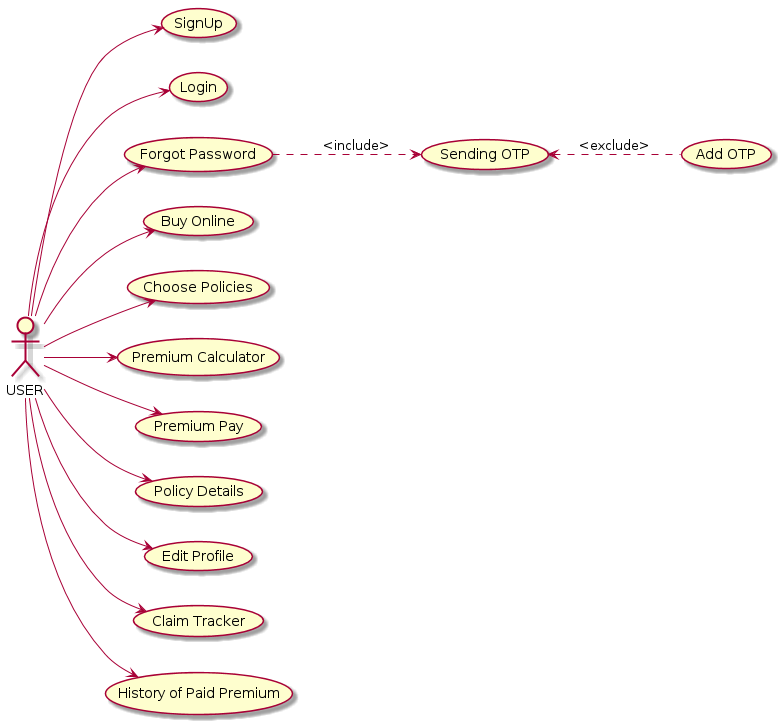 SignUp
Login
Forgot Password
<include>
Sending OTP
<exclude>
Add OTP
Buy Online
Choose Policies
Premium Calculator
USER
Premium Pay
Policy Details
Edit Profile
Claim Tracker
History of Paid Premium